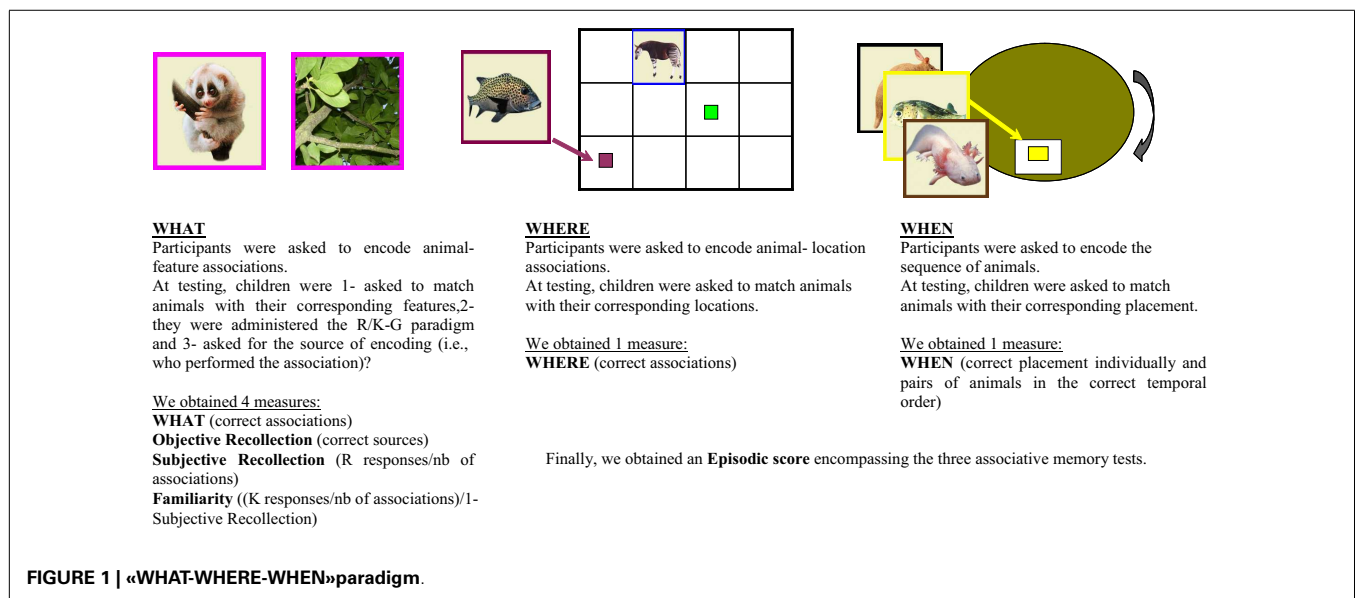 WHAT
Participants were asked to encode animal-
feature associations.
At testing, children were 1- asked to match
animals with their corresponding features,2-
they were administered the R/K-G paradigm
and 3- asked for the source of encoding (i.e.,
who performed the association)?
We obtained 4 measures:
WHAT (correct associations)
Objective Recollection (correct sources)
Subjective Recollection (R responses/nb of
associations)
Familiarity ((K responses/nb of associations)/1-
Subjective Recollection)
WHERE
Participants were asked to encode animal- location
associations.
At testing, children were asked to match animals
with their corresponding locations.
We obtained 1 measure:
WHERE (correct associations)
WHEN
Participants were asked to encode the
sequence of animals.
At testing, children were asked to match
animals with their corresponding placement.
We obtained 1 measure:
WHEN (correct placement individually and
pairs of animals in the correct temporal
order)
Finally, we obtained an Episodic score encompassing the three associative memory tests.
FIGURE 1 | «WHAT-WHERE-WHEN»paradigm.